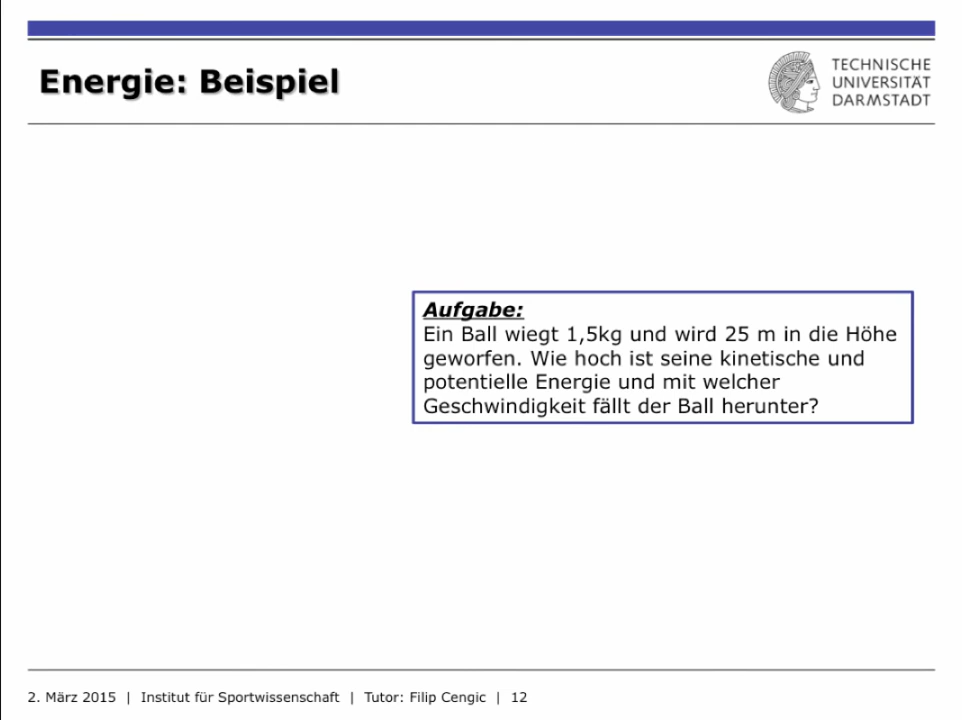 Energie: Beispiel
TECHNISCHE
UNIVERSITÄT
DARMSTADT
Aufgabe:
Ein Ball wiegt 1,5kg und wird 25 m in die Höhe
geworfen. Wie hoch ist seine kinetische und
potentielle Energie und mit welcher
Geschwindigkeit fällt der Ball herunter?
2. März 2015 | Institut für Sportwissenschaft | Tutor: Filip Cengic | 12